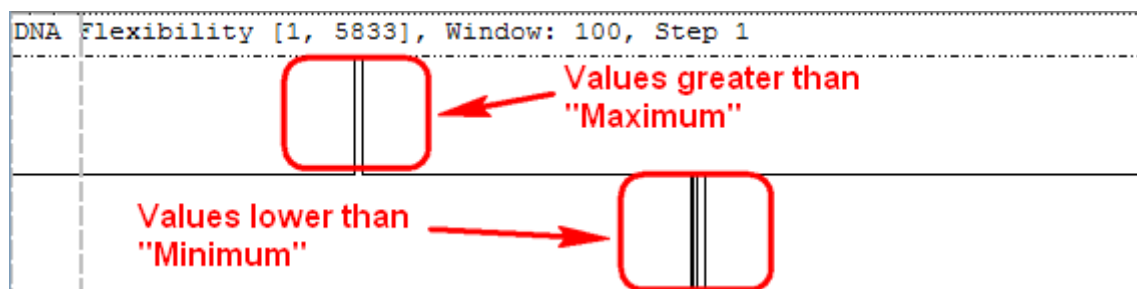 DNA Flexibility [1, 5833], Window: 100, Step 1
Values greater than
"Maximum"
Values lower than
"Minimum"